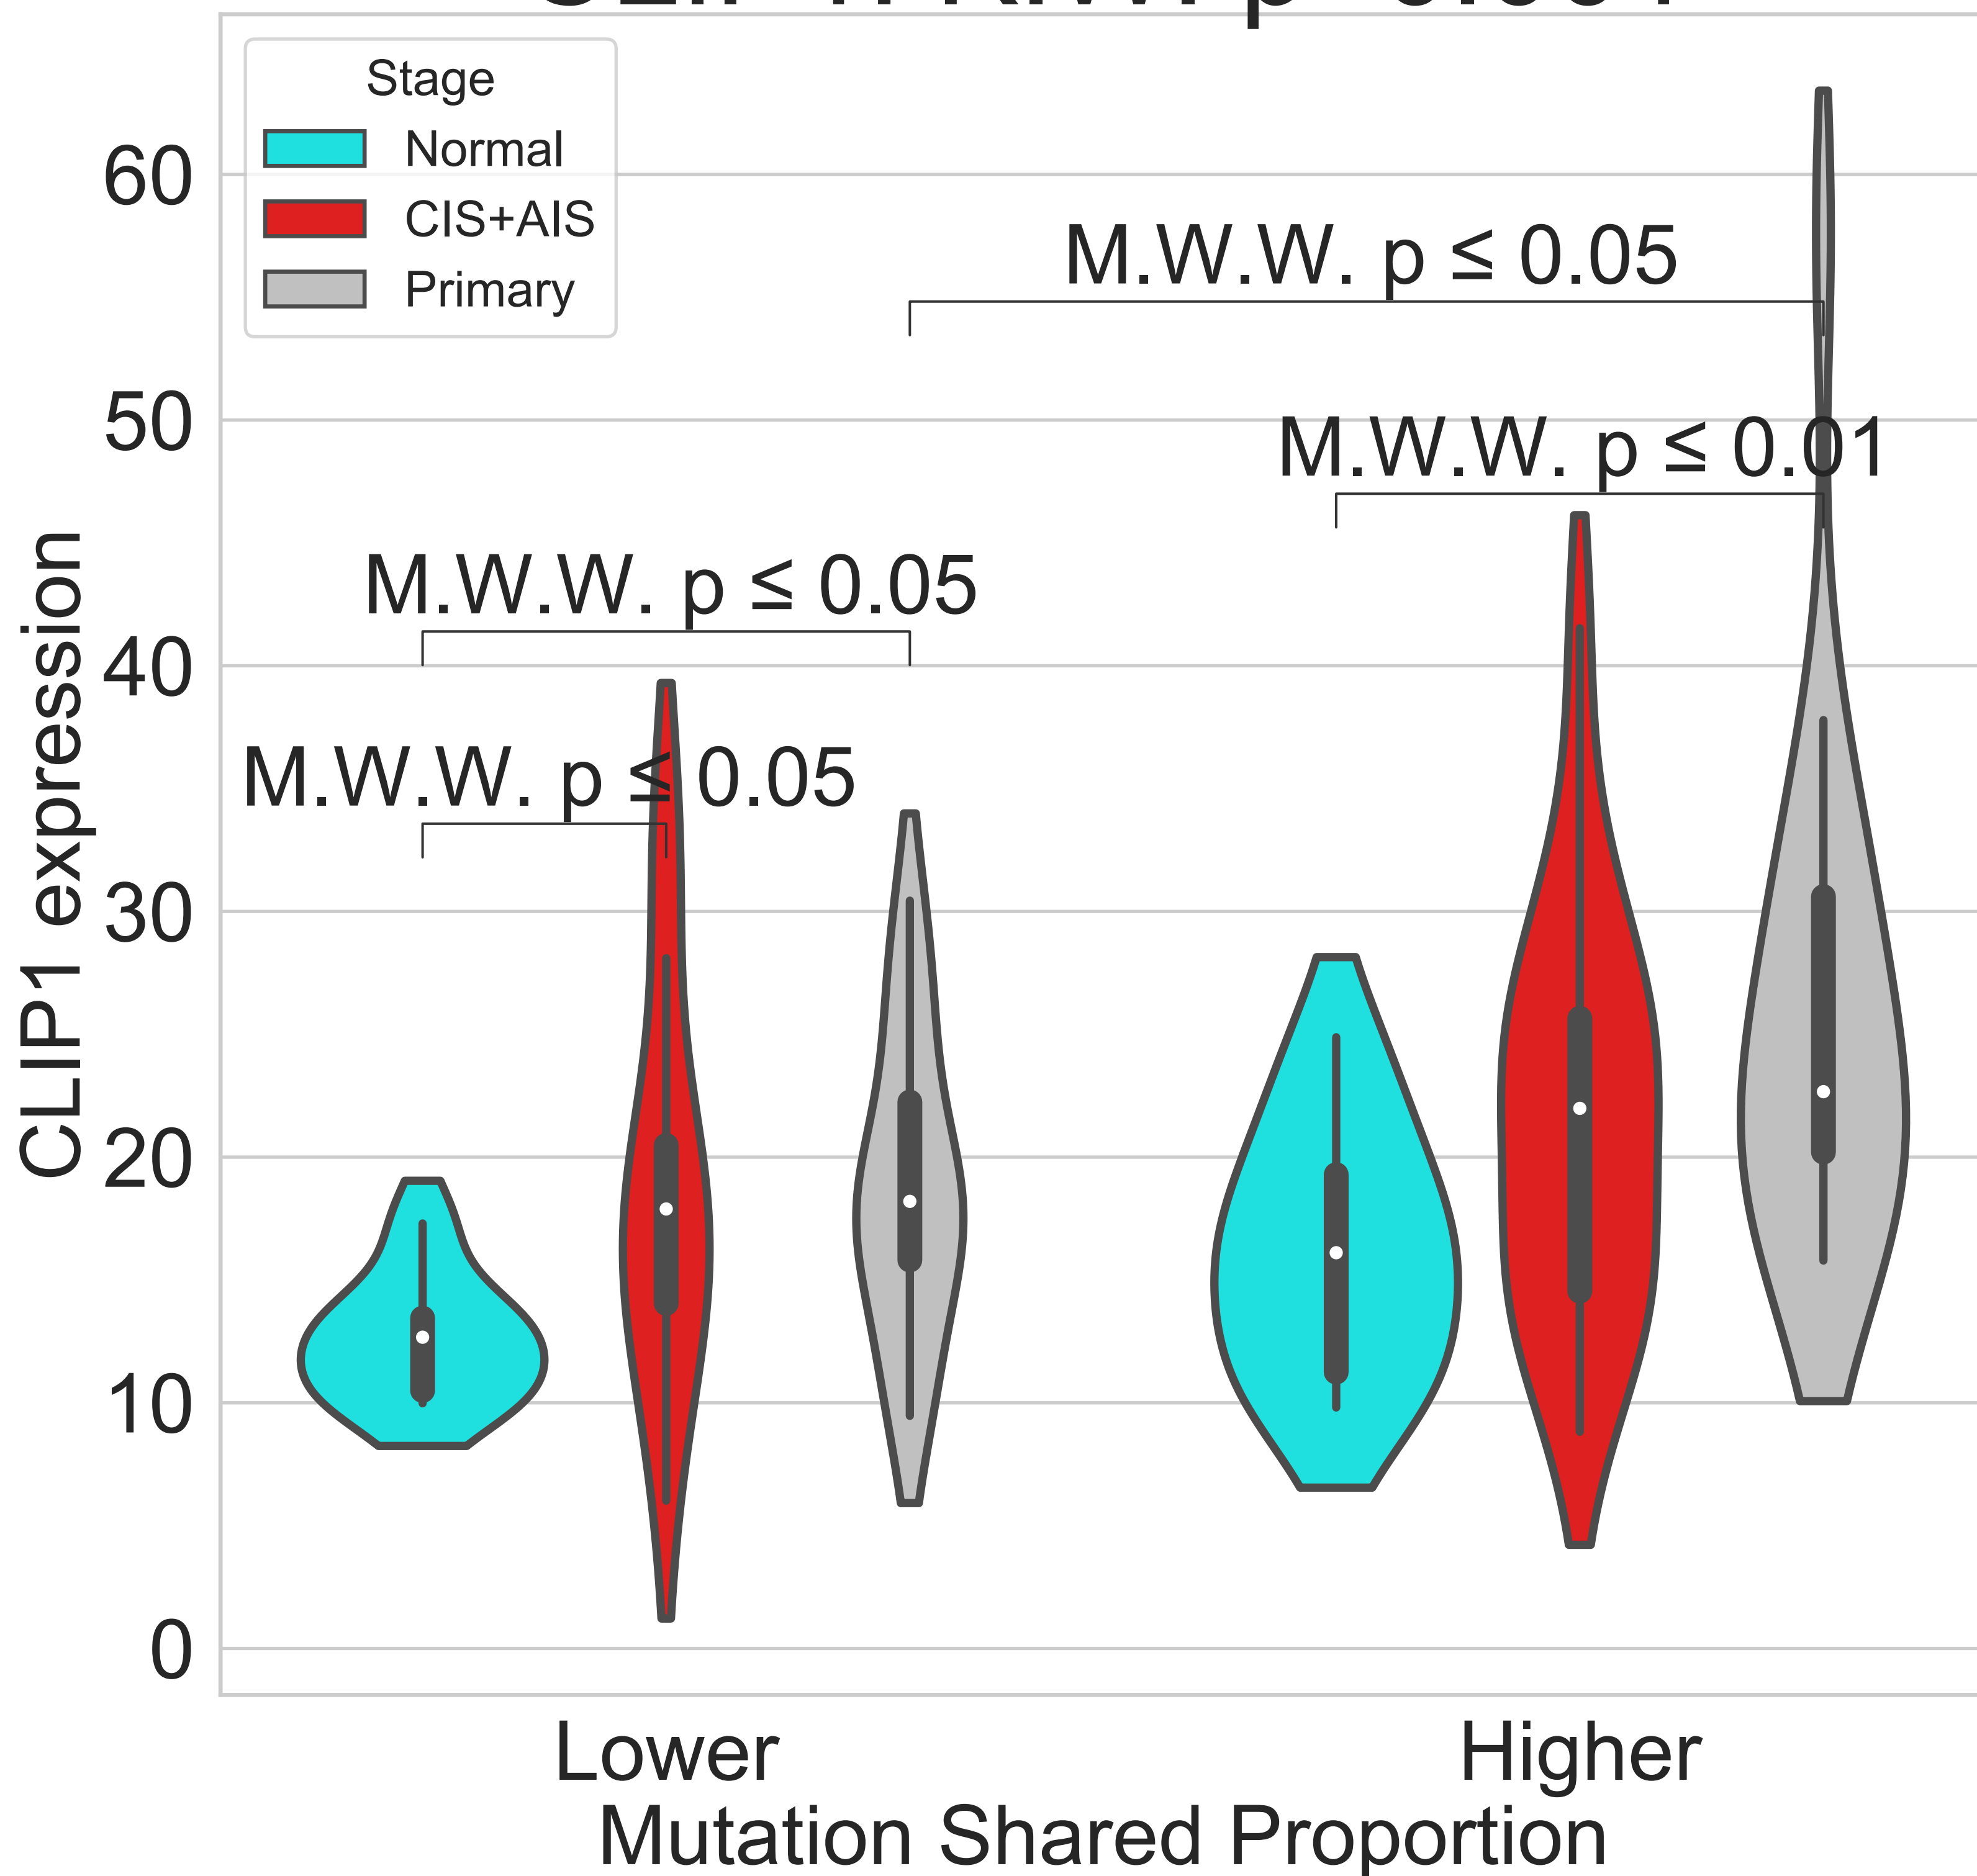 Stage
Normal
CIS+AIS
Primary
60
50
40
30
20
10
0
CLIP1 expression
M.W.W. p ≤ 0.05
M.W.W. p ≤ 0.01
M.W.W. p ≤ 0.05
M.W.W. p ≤ 0.05
Lower
Higher
Mutation Shared Proportion